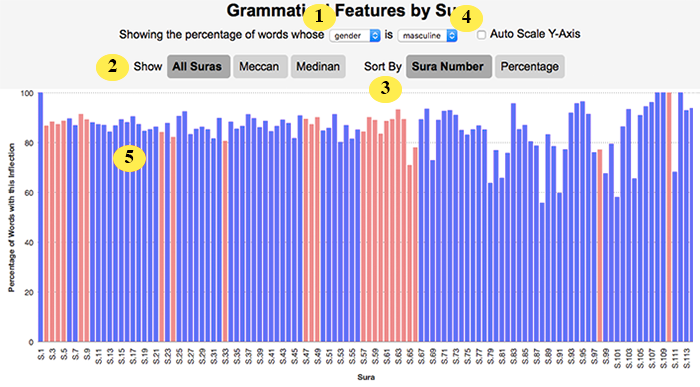 Grammatical Features by Su
1
4
Showing the percentage of words whose gender is masculine Auto Scale Y-Axis
2
Show All Suras Meccan Medinan Sort By Sura Number Percentage
3
100
80
60
40
20
0
5
Percentage of Words with this Inflection
S.1 S.3 S.5 S.7 S.9 S.11 S.13 S.15 S.17 S.19 S.21 S.23 S.25 S.27 S.29 S.31 S.33 S.35 S.37 S.39 S.41 S.43 S.45 S.47 S.49 S.51 S.53 S.55 S.57 S.59 S.61 S.63 S.65 S.67 S.69 S.71 S.73 S.75 S.77 S.79 S.81 S.83 S.85 S.87 S.89 S.91 S.93 S.95 S.97 S.99 S.101 S.103 S.105 S.107 S.109 S.111 S.113
Sura